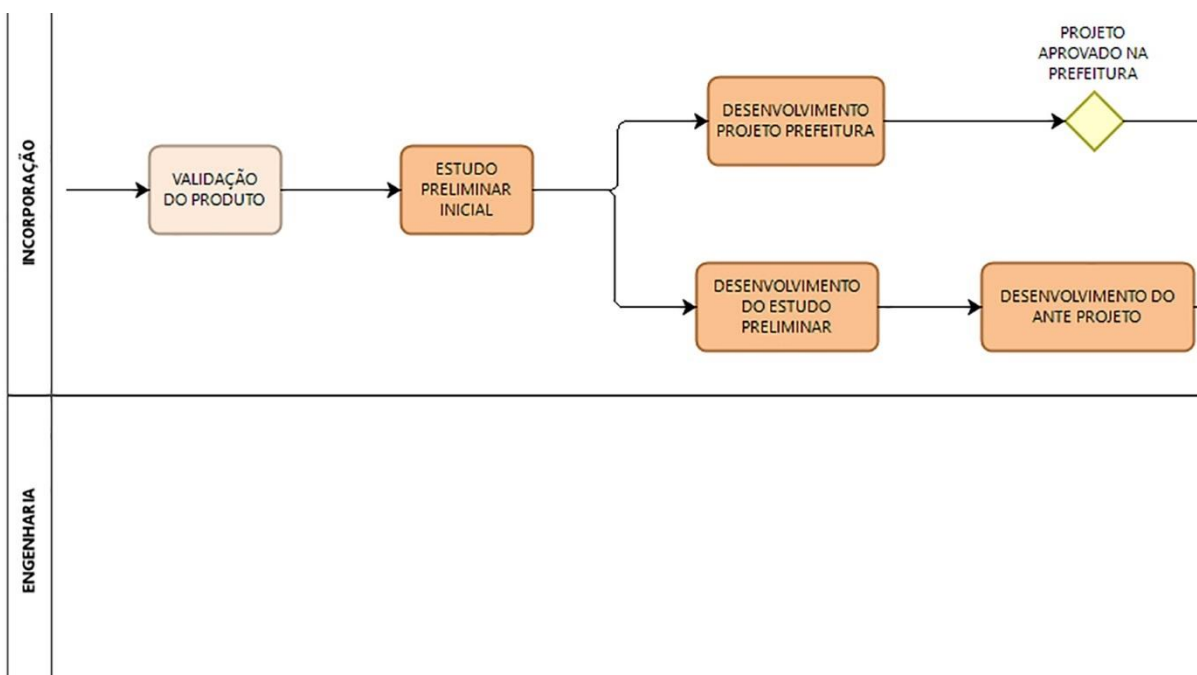 INCORPORAÇÃO
VALIDAÇÃO
DO PRODUTO
ESTUDO
PRELIMINAR
INICIAL
DESENVOLVIMENTO
PROJETO PREFEITURA
PROJETO
APROVADO NA
PREFEITURA
DESENVOLVIMENTO
DO ESTUDO
PRELIMINAR
DESENVOLVIMENTO DO
ANTE PROJETO
ENGENHARIA